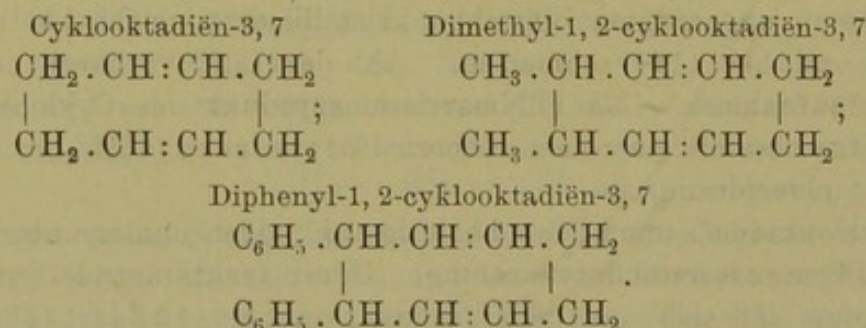 Cyklooktadiën-3, 7 Dimethyl-1, 2-cyklooktadiën-3, 7
CH₂.CH:CH.CH₂ CH₃.CH.CH:CH.CH₂
| | ; | | ;
CH₂.CH:CH.CH₂ CH₃.CH.CH:CH.CH₂
Diphenyl-1, 2-cyklooktadiën-3, 7
C₆H₅.CH.CH:CH.CH₂
| | .
C₆H₅.CH.CH:CH.CH₂